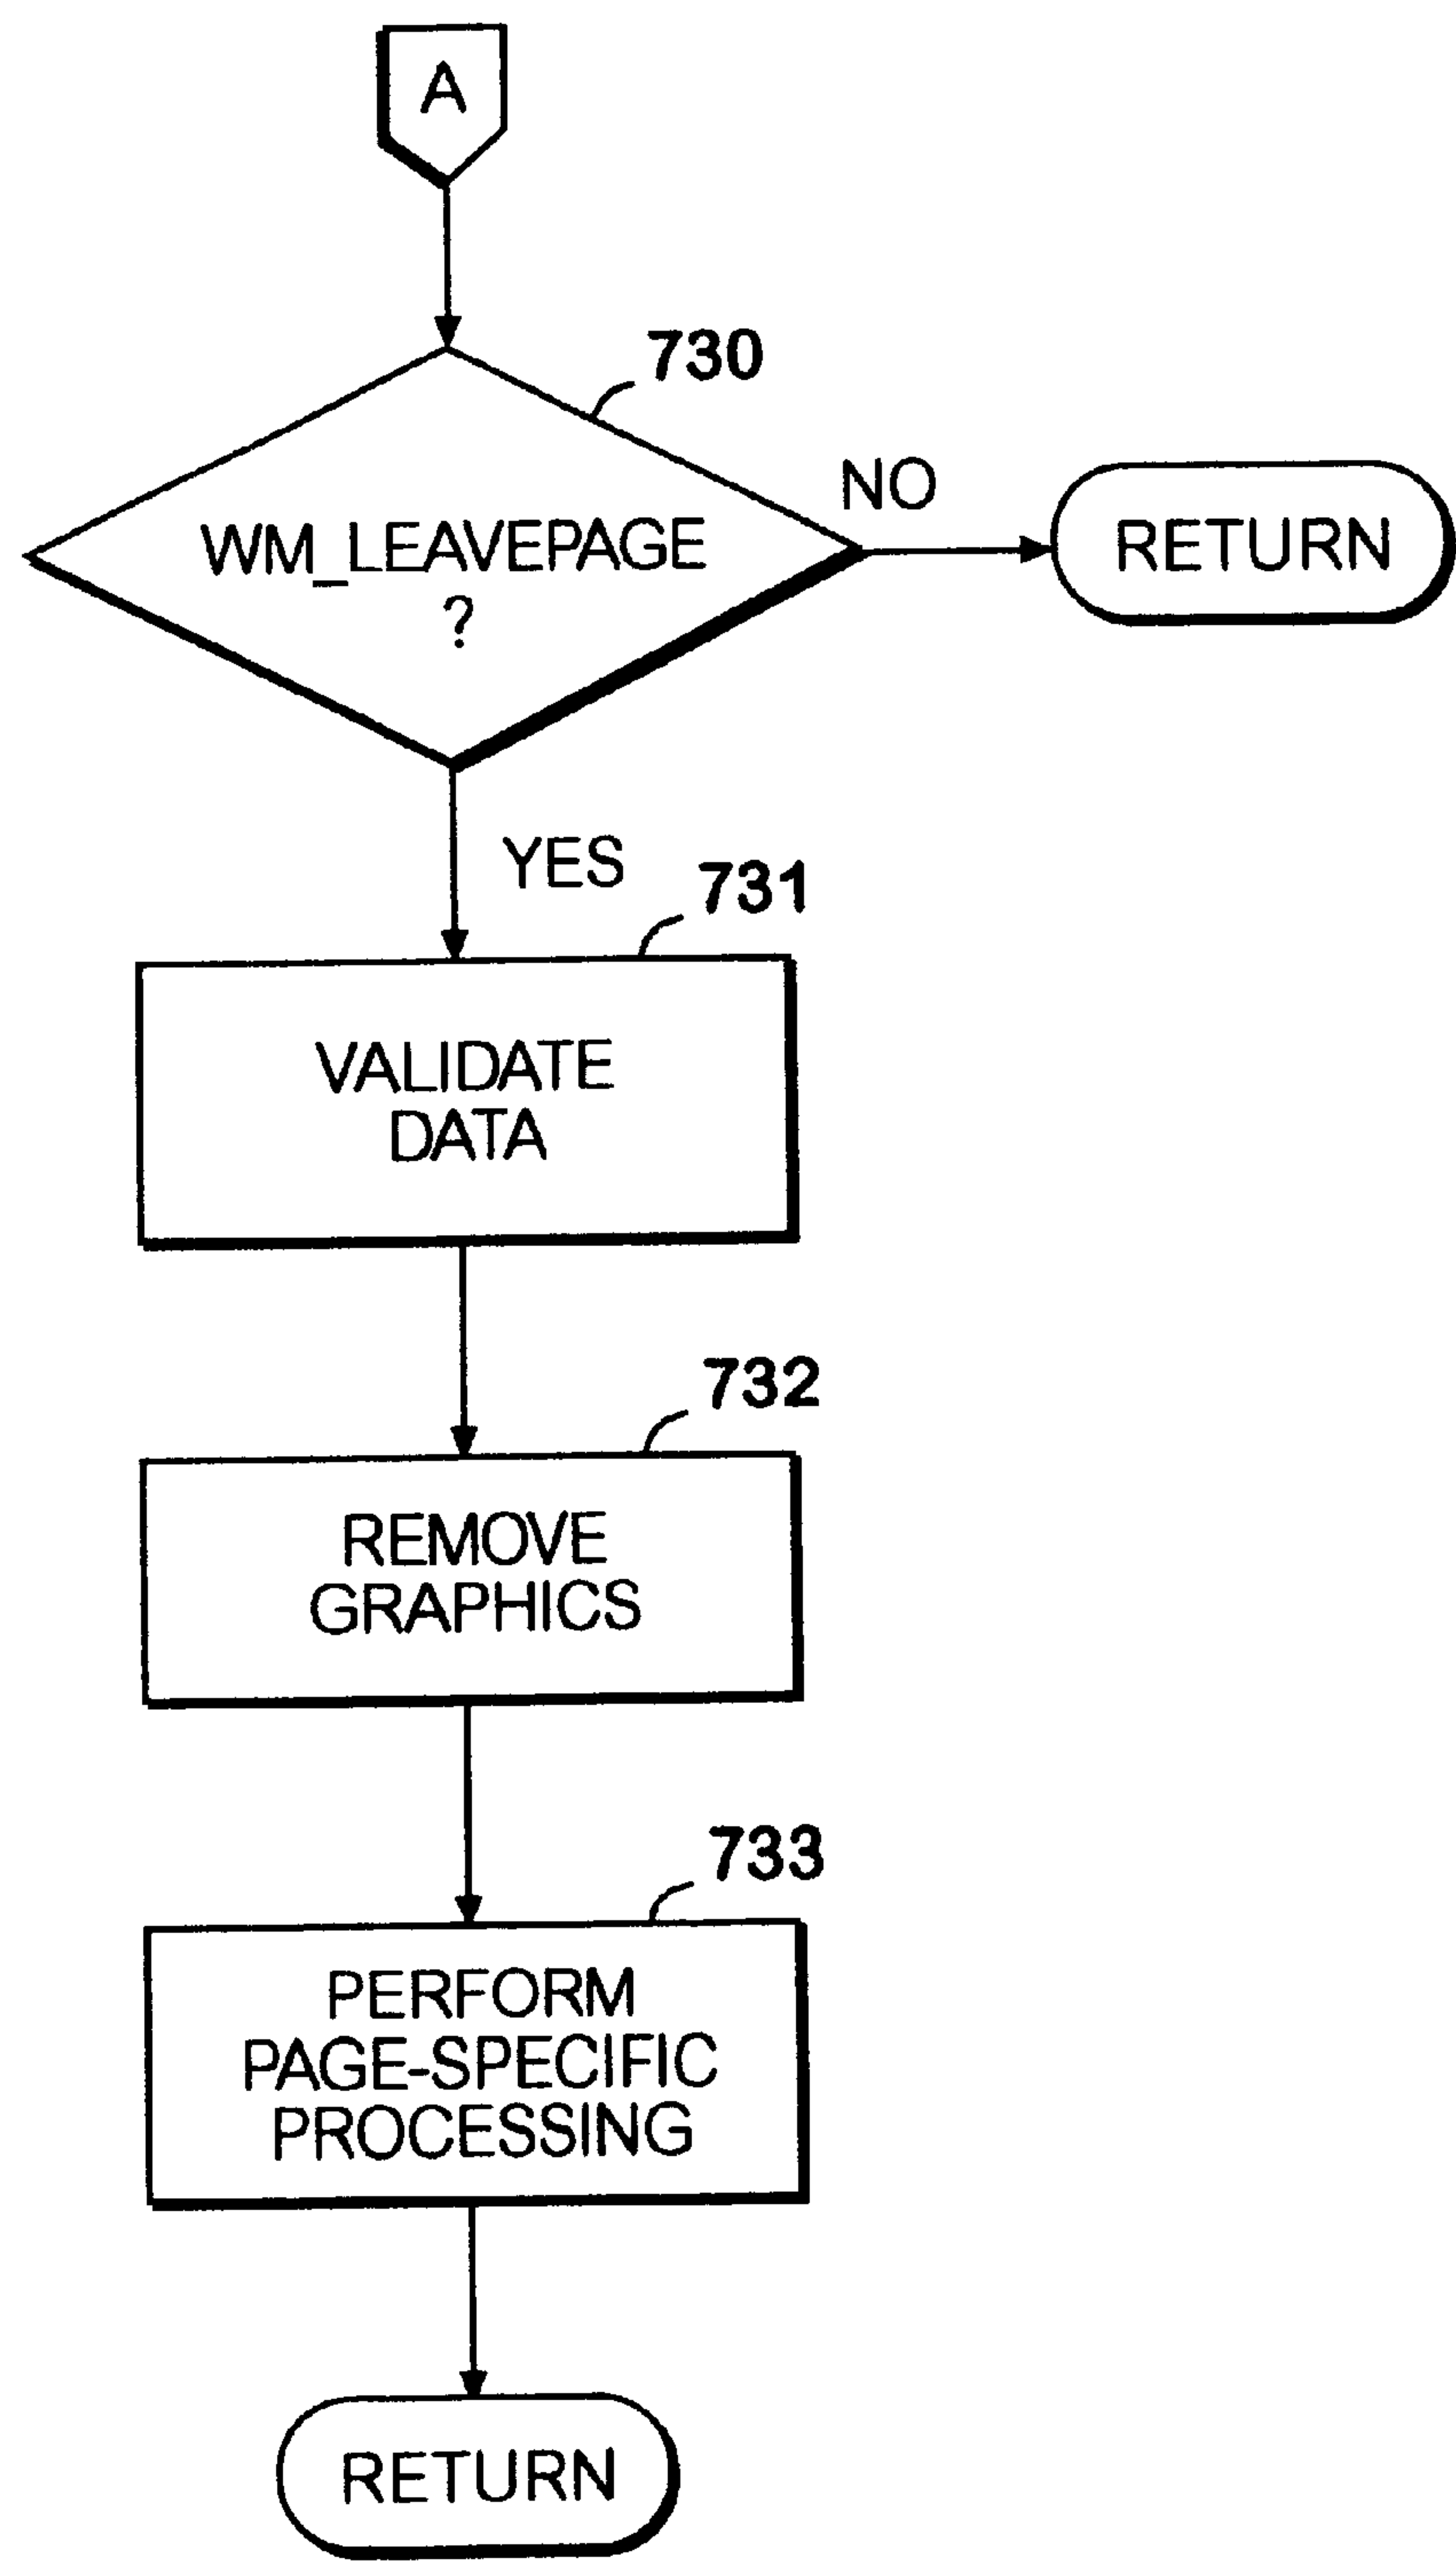 A
730
NO
WM_LEAVEPAGE
?
RETURN
YES
731
VALIDATE
DATA
732
REMOVE
GRAPHICS
733
PERFORM
PAGE-SPECIFIC
PROCESSING
RETURN